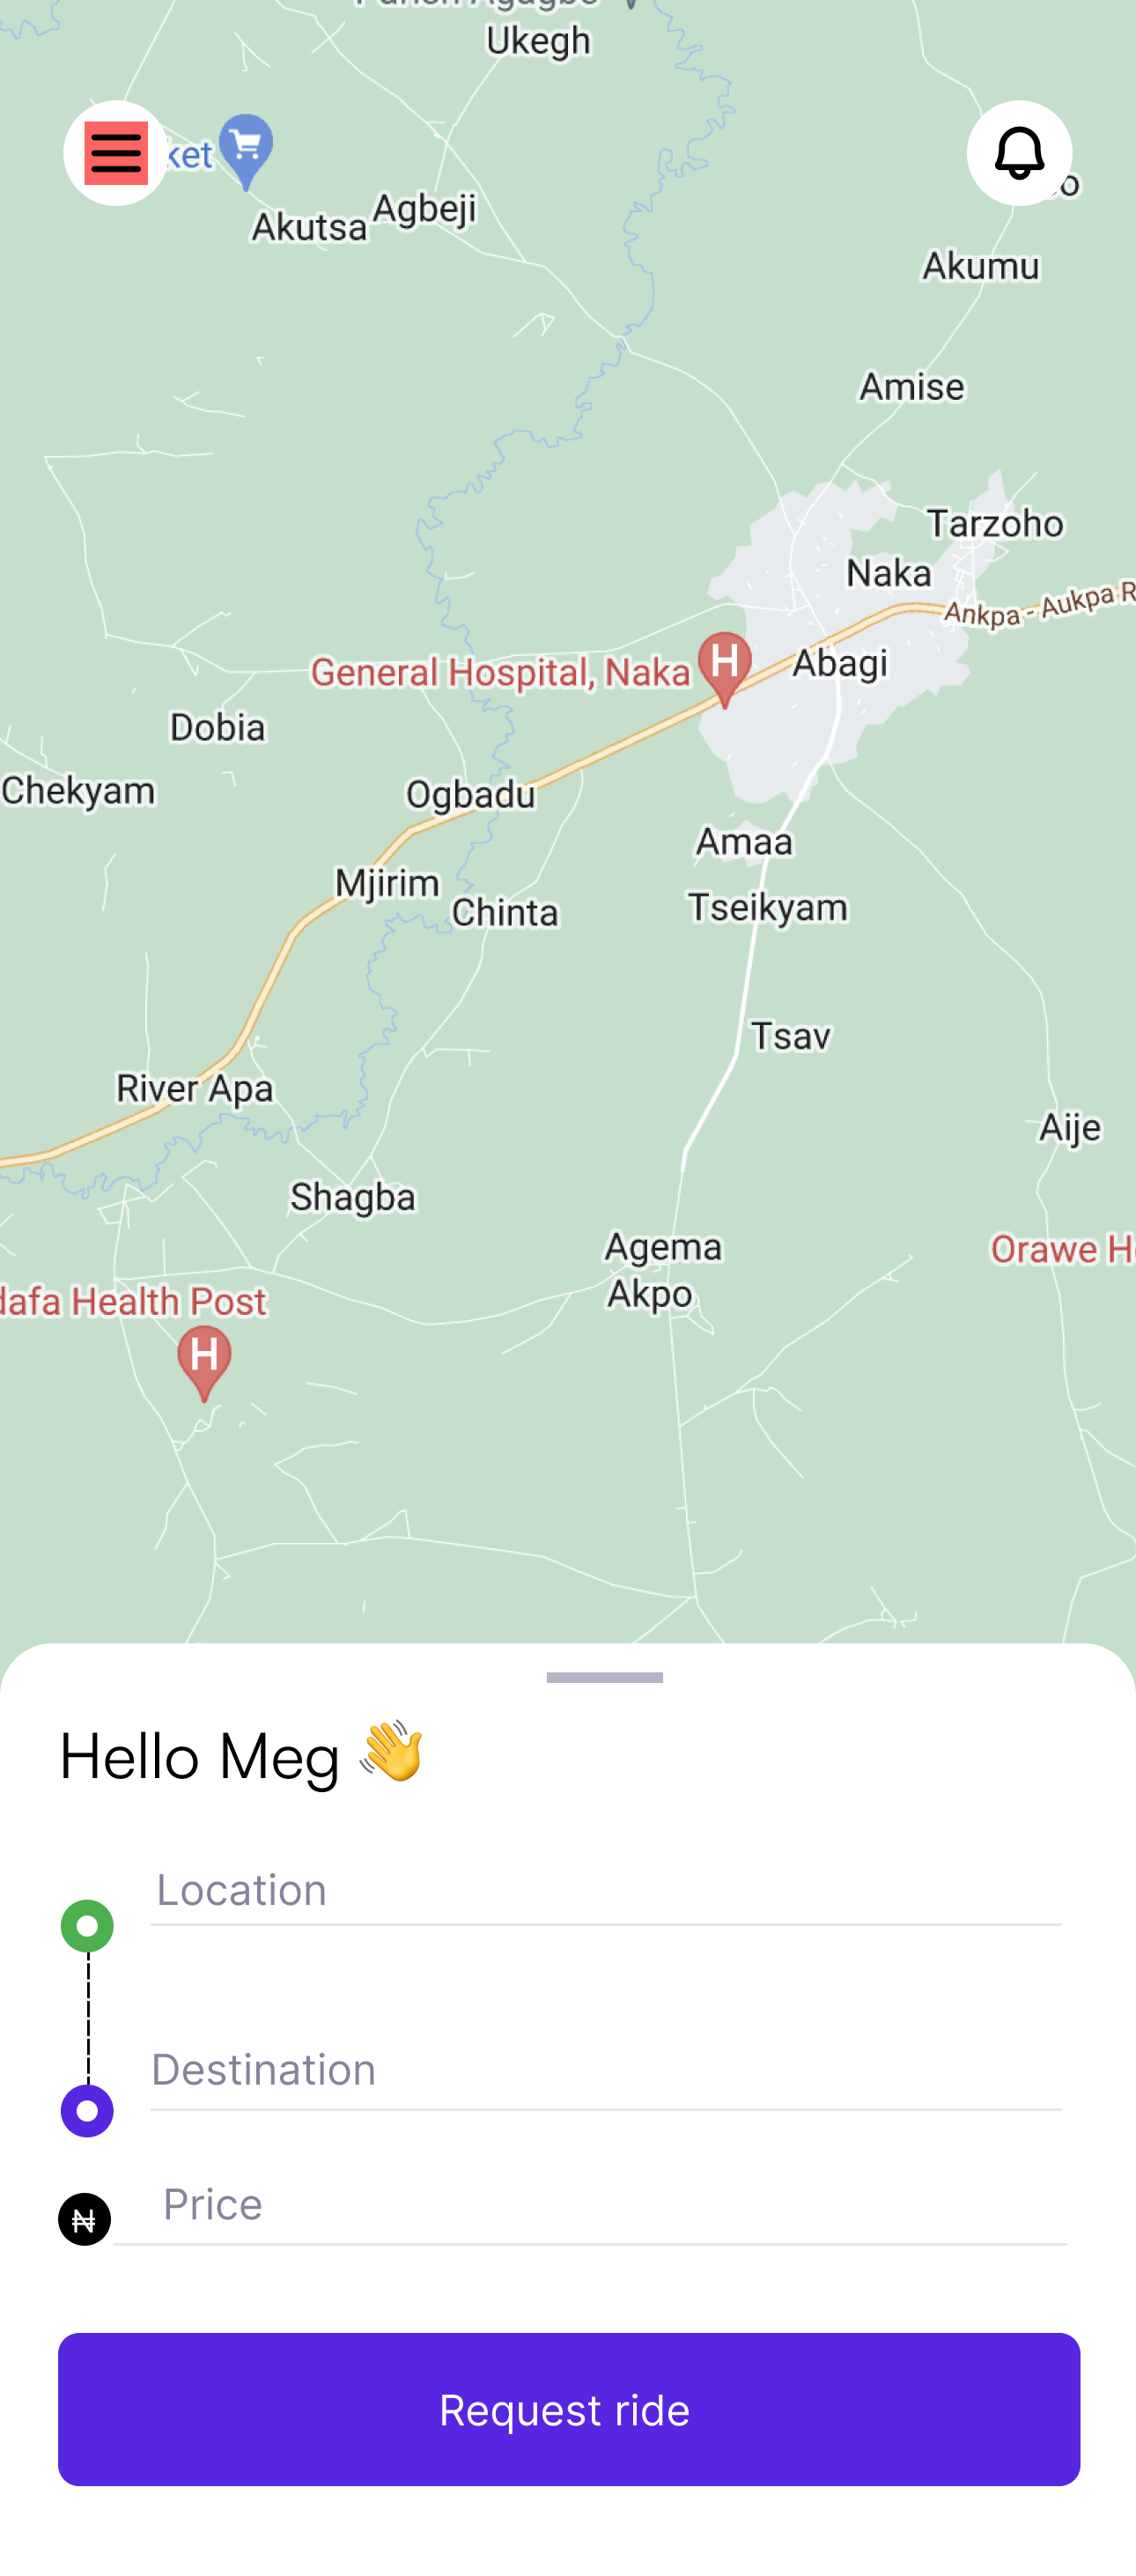 Ukegh
Akutsa
Agbeji
Akumu
Amise
Tarzoho
Naka
Ankpa - Aukpa R
General Hospital, Naka
H
Abagi
Dobia
Chekyam
Ogbadu
Amaa
Mjirim
Chinta
Tseikyam
Tsav
River Apa
Aije
Shagba
Agema
Akpo
Orawe H
dafa Health Post
H
Hello Meg 👋
Location
Destination
₦
Price
Request ride